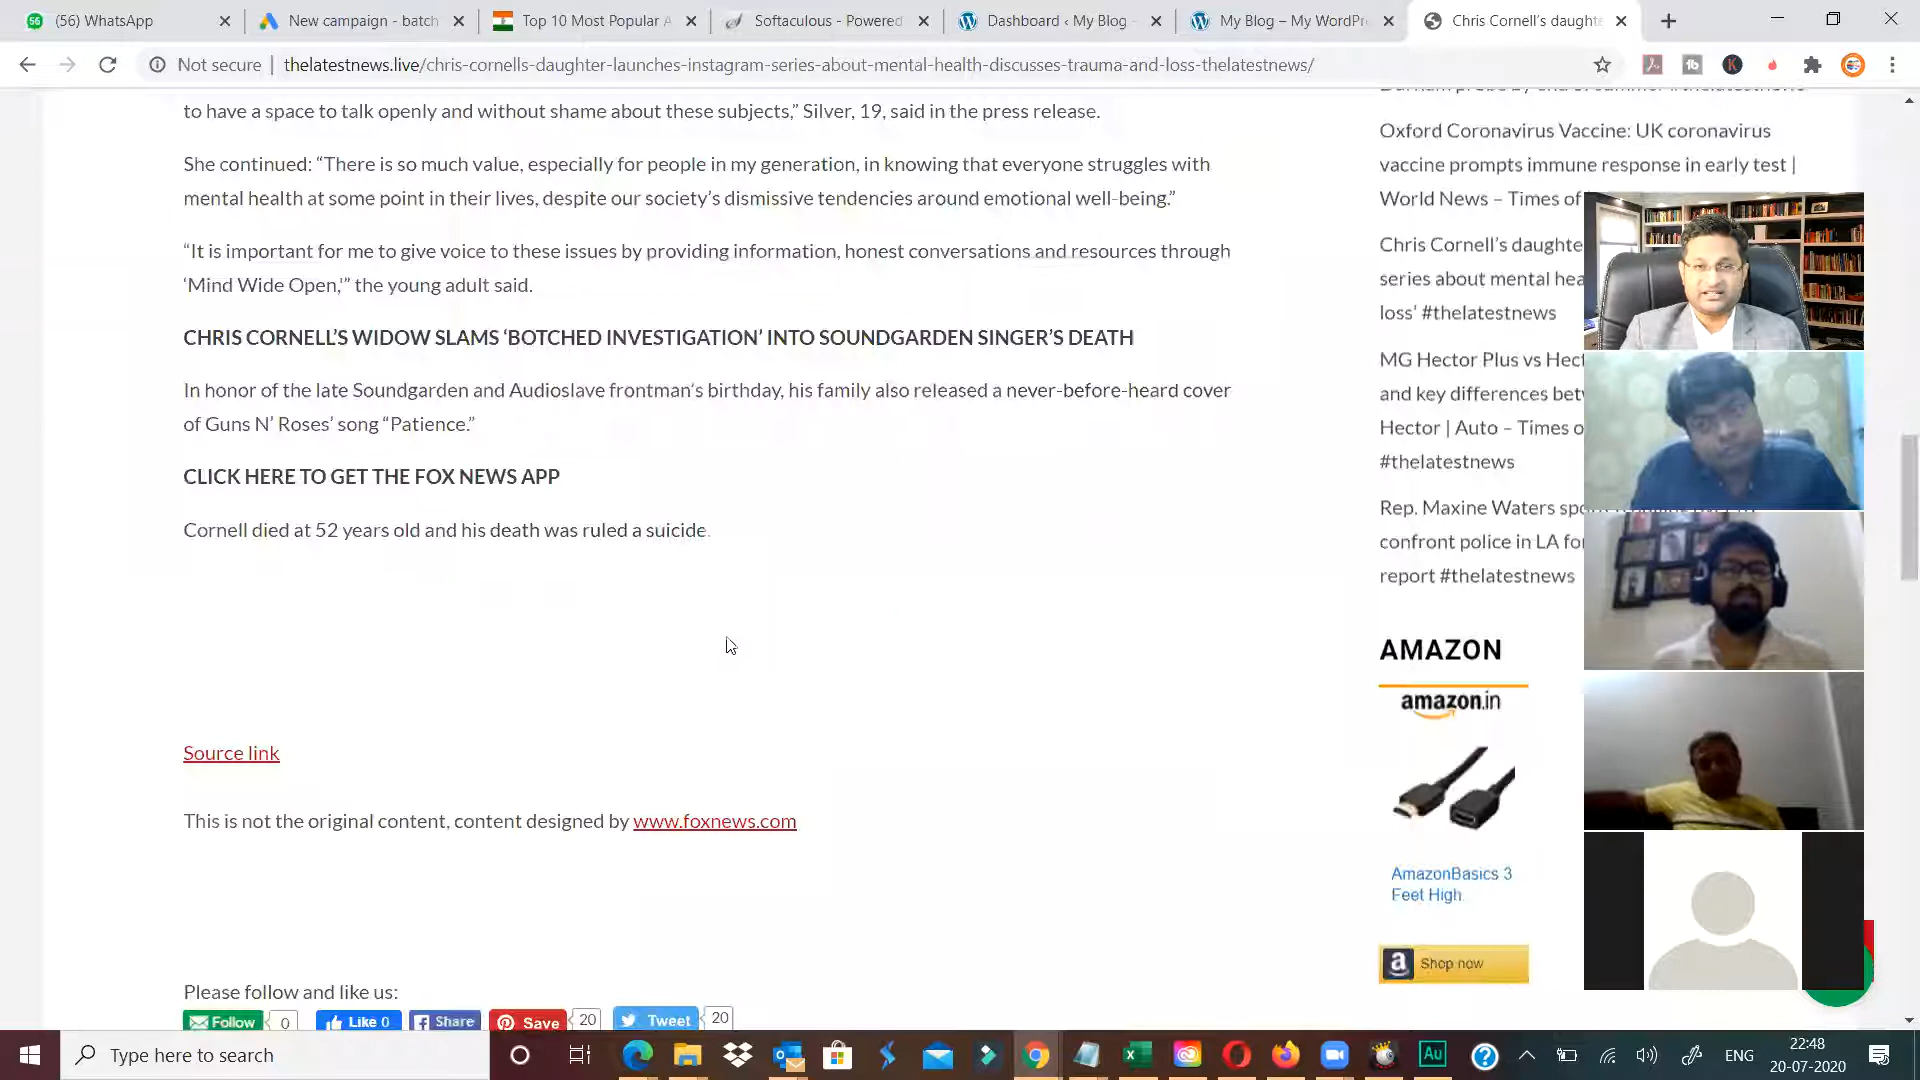 (56) WhatsApp
New campaign - batch
Top 10 Most Popular A
Softaculous - Powered
Dashboard ‹ My Blog -
My Blog – My WordPr
Chris Cornell's daught
Not secure | thelatestnews.live/chris-cornells-daughter-launches-instagram-series-about-mental-health-discusses-trauma-and-loss-thelatestnews/
to have a space to talk openly and without shame about these subjects,” Silver, 19, said in the press release.
She continued: “There is so much value, especially for people in my generation, in knowing that everyone struggles with
mental health at some point in their lives, despite our society’s dismissive tendencies around emotional well-being.”
“It is important for me to give voice to these issues by providing information, honest conversations and resources through
‘Mind Wide Open,’” the young adult said.
CHRIS CORNELL’S WIDOW SLAMS ‘BOTCHED INVESTIGATION’ INTO SOUNDGARDEN SINGER’S DEATH
In honor of the late Soundgarden and Audioslave frontman’s birthday, his family also released a never-before-heard cover
of Guns N’ Roses’ song “Patience.”
CLICK HERE TO GET THE FOX NEWS APP
Cornell died at 52 years old and his death was ruled a suicide.
Source link
This is not the original content, content designed by www.foxnews.com
Please follow and like us:
Follow 0
Like 0
Share
Save 20
Tweet 20
Oxford Coronavirus Vaccine: UK coronavirus
vaccine prompts immune response in early test |
World News – Times of
Chris Cornell’s daughte
series about mental hea
loss’ #thelatestnews
MG Hector Plus vs Hect
and key differences bet
Hector | Auto – Times o
#thelatestnews
Rep. Maxine Waters
confront police in LA for
report #thelatestnews
AMAZON
amazon.in
AmazonBasics 3
Feet High
Shop now
Type here to search
ENG
22:48
20-07-2020